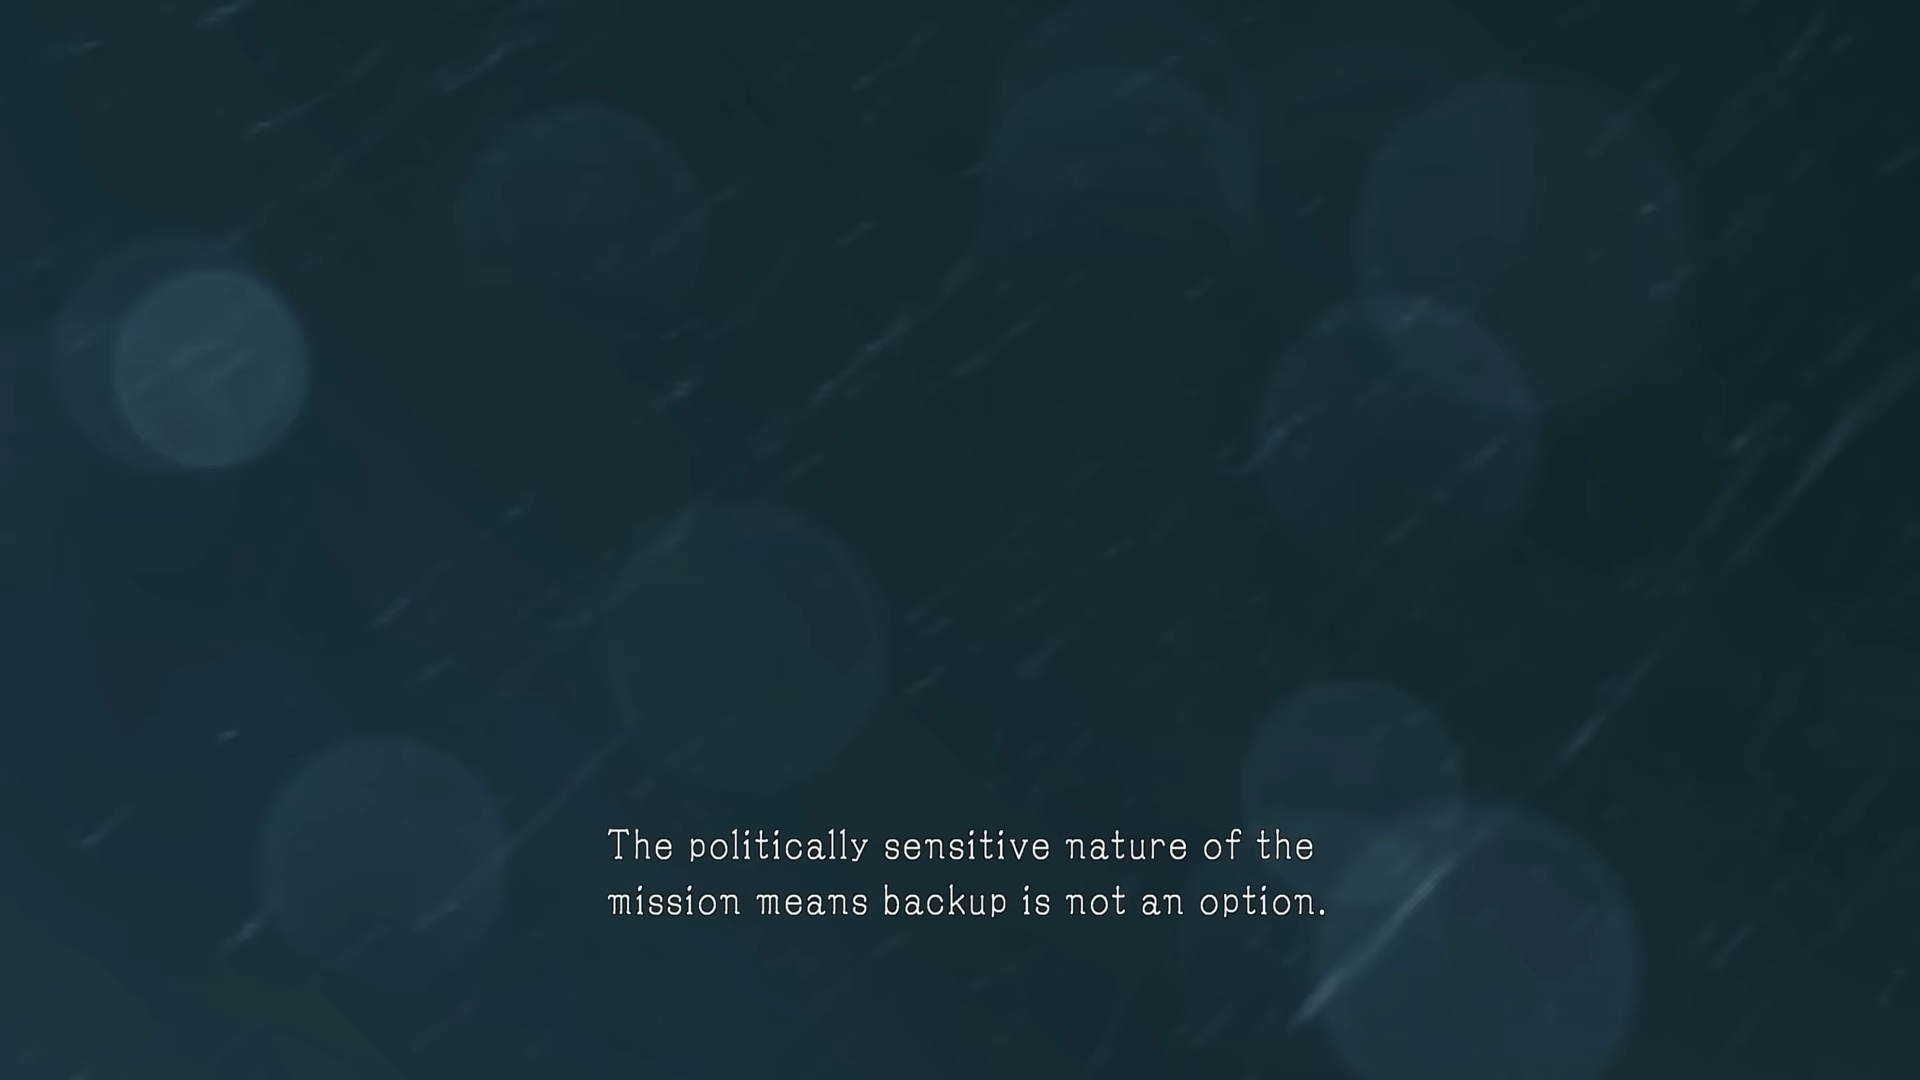 The politically sensitive nature of the
mission means backup is not an option.